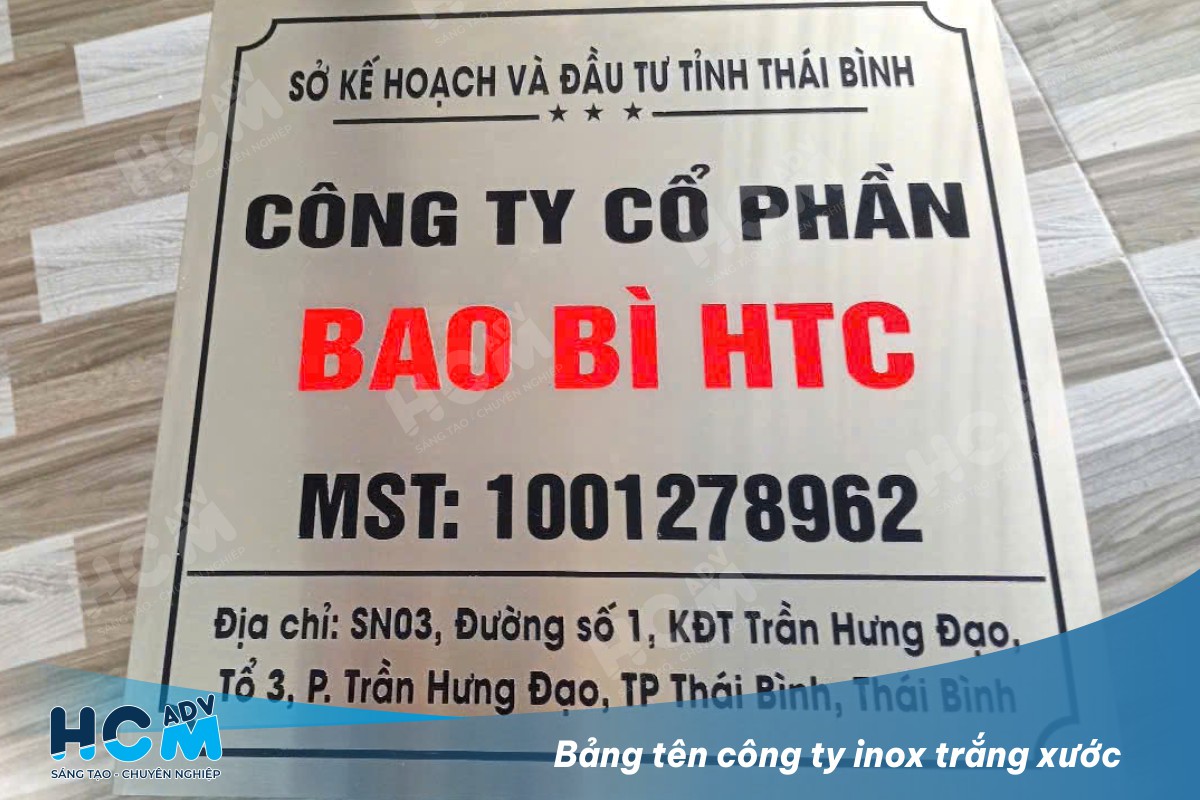 SỞ KẾ HOẠCH VÀ ĐẦU TƯ TỈNH THÁI BÌNH
CÔNG TY CỔ PHẦN
BAO BÌ HTC
MST: 1001278962
Địa chỉ: SN03, Đường số 1, KĐT Trần Hưng Đạo,
Tổ 3, P. Trần Hưng Đạo, TP Thái Bình, Thái Bình
HCM ADV
SÁNG TẠO - CHUYÊN NGHIỆP
Bảng tên công ty inox trắng xước